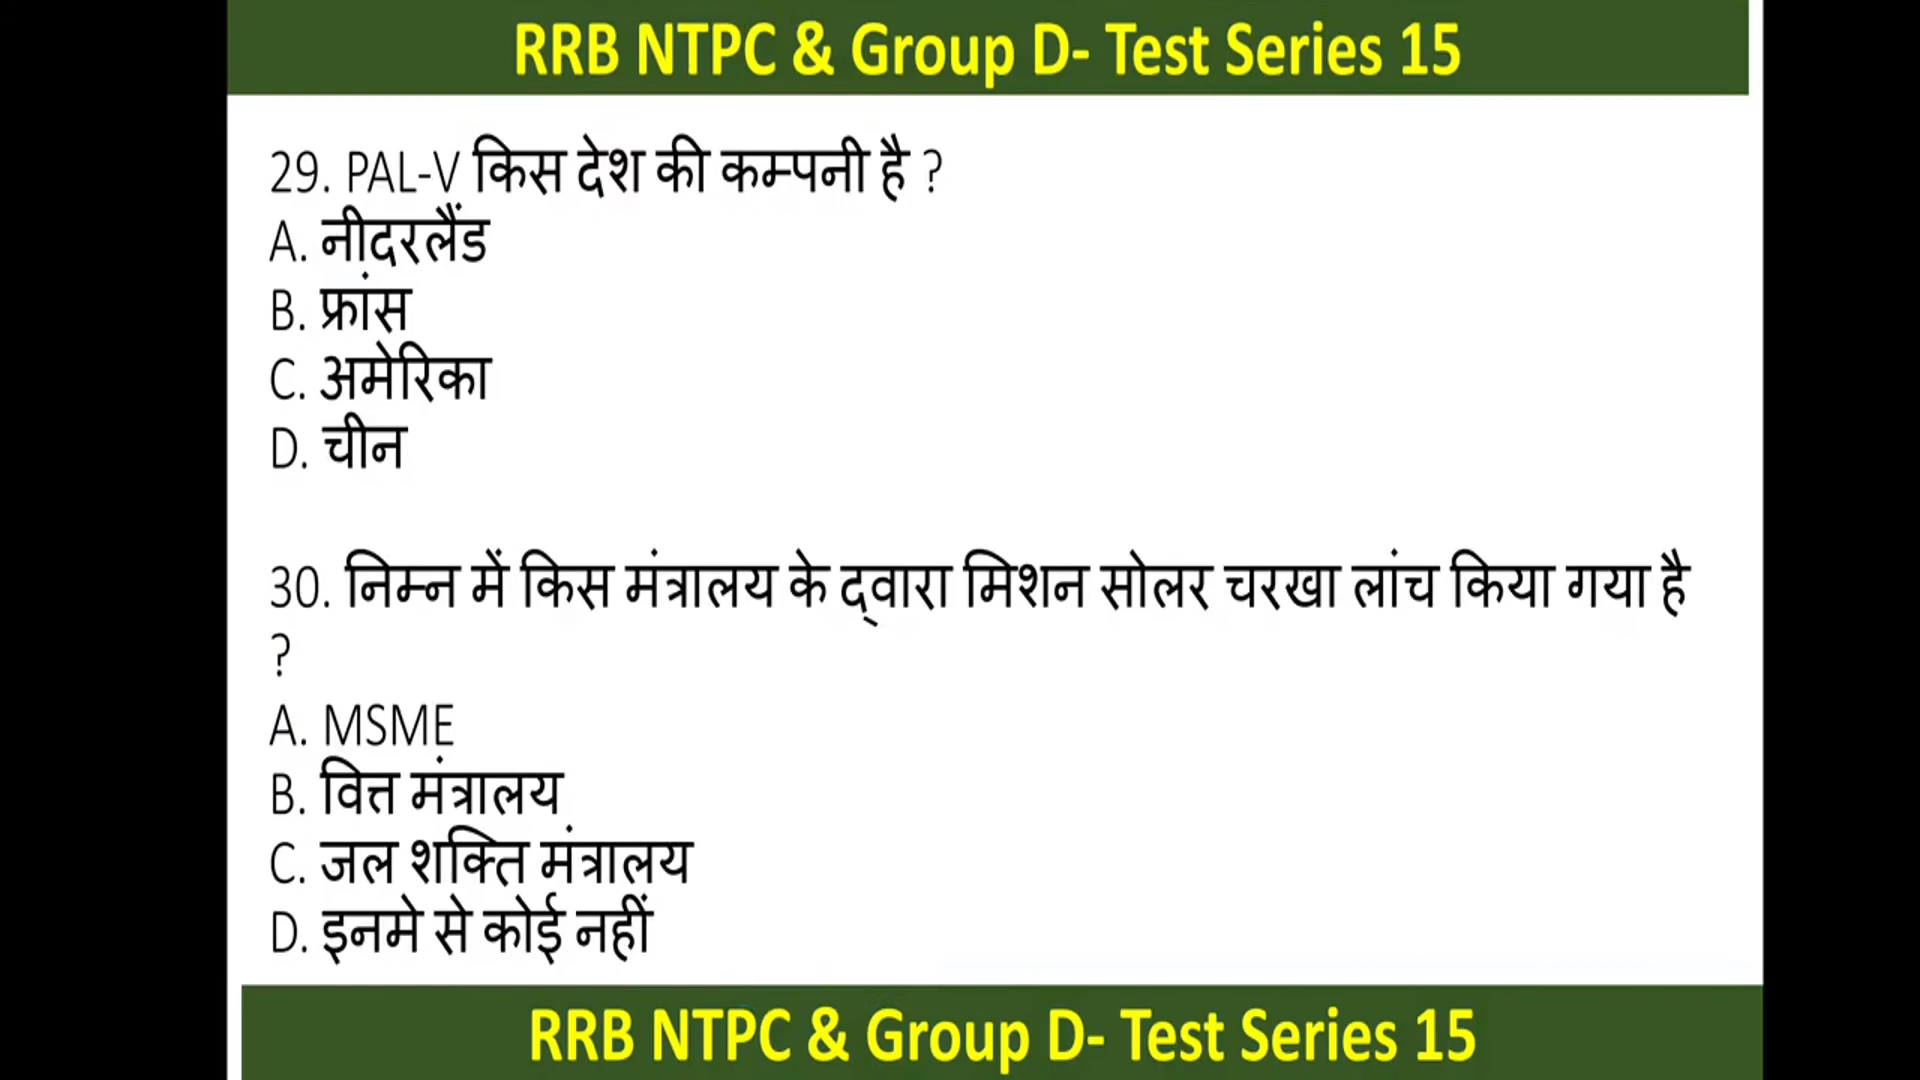 RRB NTPC & Group D- Test Series 15
29. PAL-V किस देश की कम्पनी है ?
A. नीदरलैंड
B. फ्रांस
C. अमेरिका
D. चीन
30. निम्न में किस मंत्रालय के द्वारा मिशन सोलर चरखा लांच किया गया है
?
A. MSME
B. वित्त मंत्रालय
C. जल शक्ति मंत्रालय
D. इनमे से कोई नहीं
RRB NTPC & Group D- Test Series 15